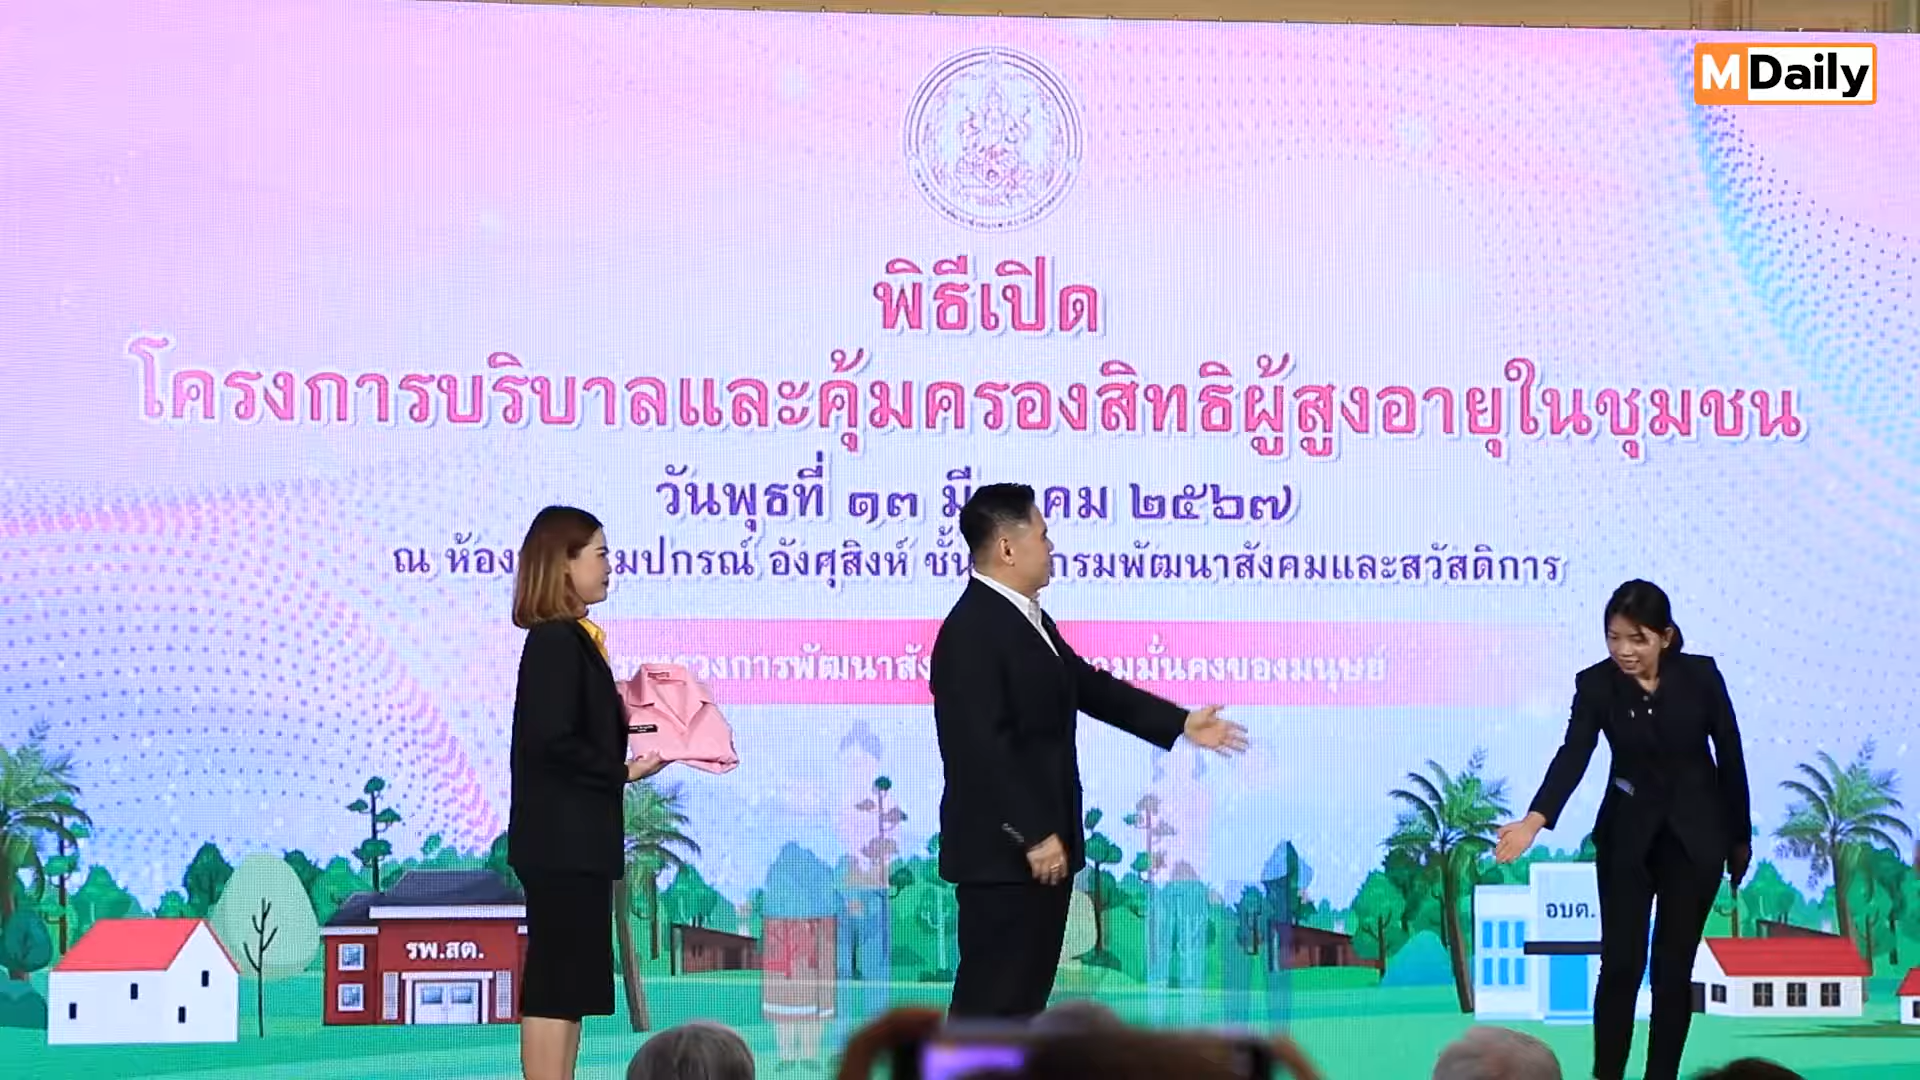 MDaily
พิธีเปิด
โครงการบริบาลและคุ้มครองสิทธิผู้สูงอายุในชุมชน
วันพุธที่ ๑๓ มี คม ๒๕๖๗
ณ ห้อง มปกรณ์ อังศุสิงห์ ชั้น กรมพัฒนาสังคมและสวัสดิการ
วงการพัฒนาสัง ามมั่นคงของมนุษย์
รพ.สต.
อบต.